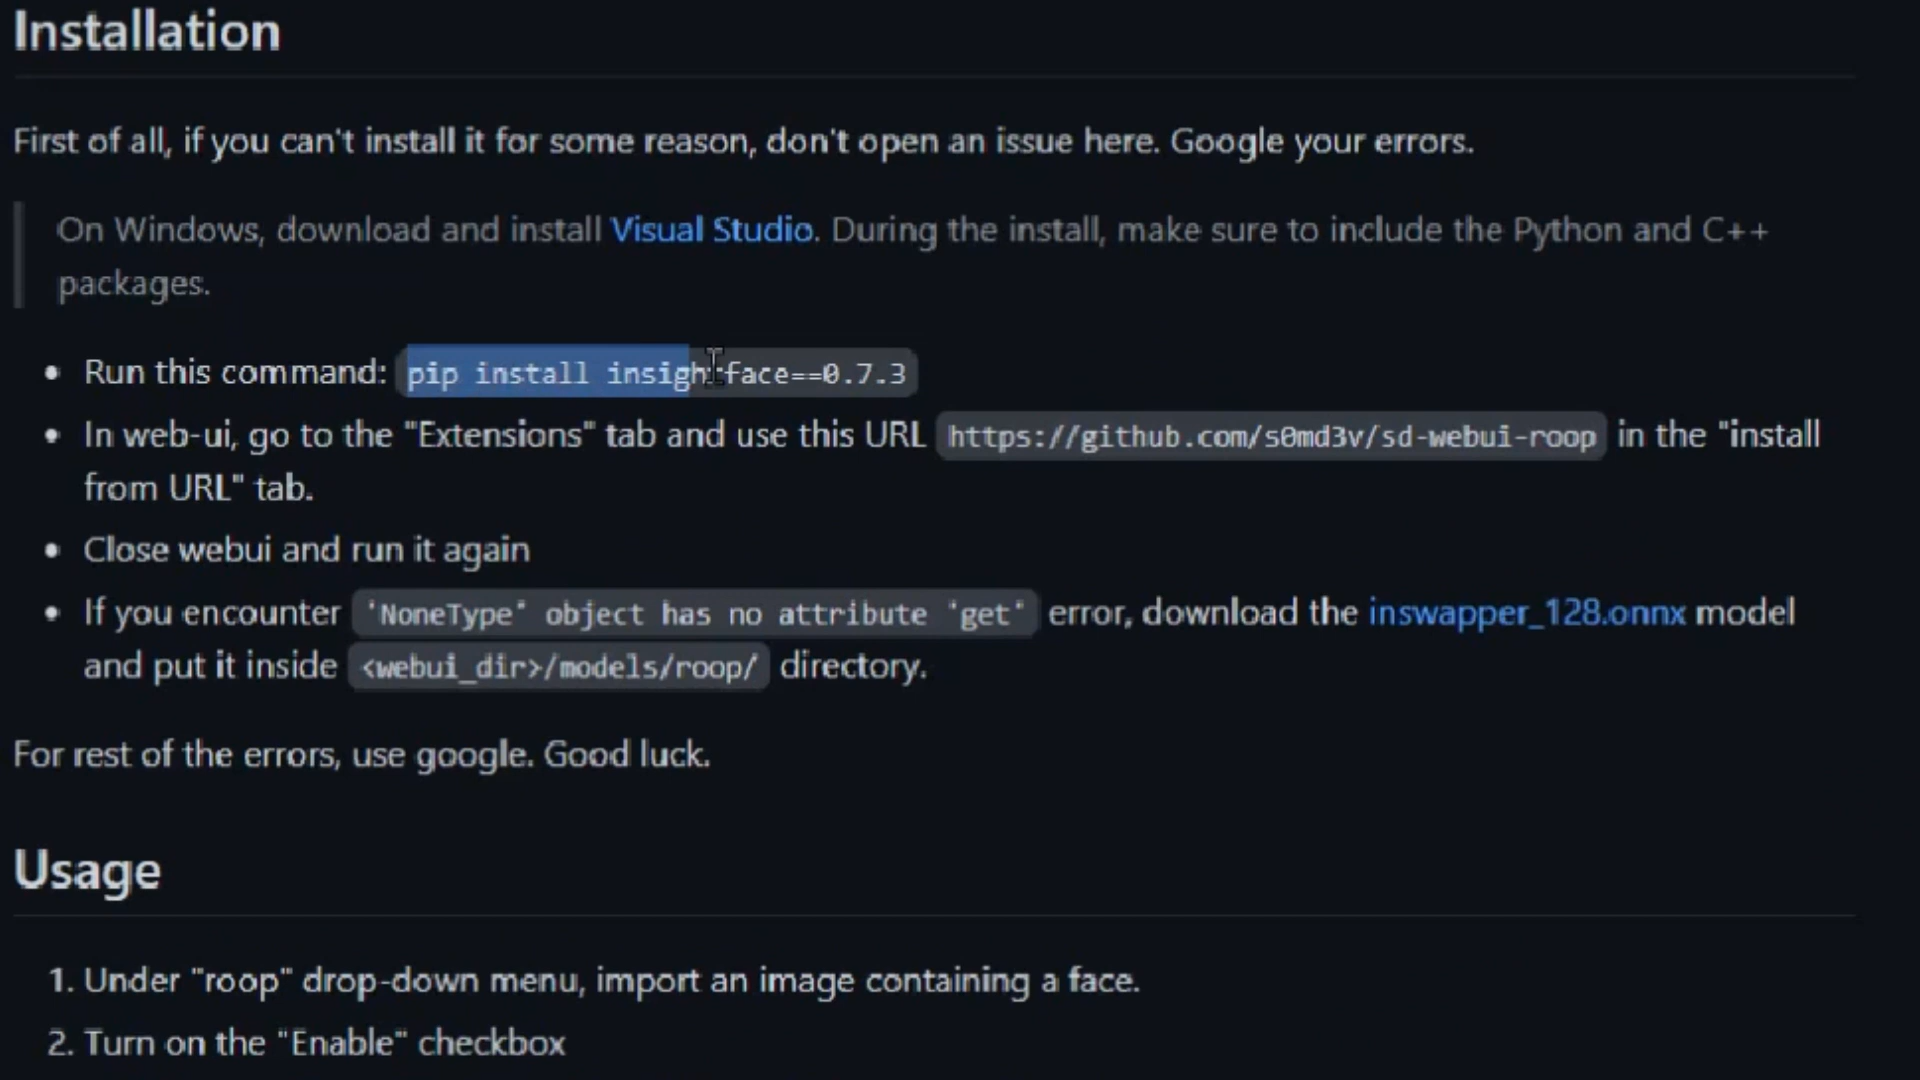 Installation
First of all, if you can't install it for some reason, don't open an issue here. Google your errors.
On Windows, download and install Visual Studio. During the install, make sure to include the Python and C++
packages.
• Run this command: pip install insightface==0.7.3
• In web-ui, go to the "Extensions" tab and use this URL https://github.com/s0md3v/sd-webui-roop in the "install
from URL" tab.
• Close webui and run it again
• If you encounter 'NoneType' object has no attribute 'get' error, download the inswapper_128.onnx model
and put it inside <webui_dir>/models/roop/ directory.
For rest of the errors, use google. Good luck.
Usage
1. Under "roop" drop-down menu, import an image containing a face.
2. Turn on the "Enable" checkbox